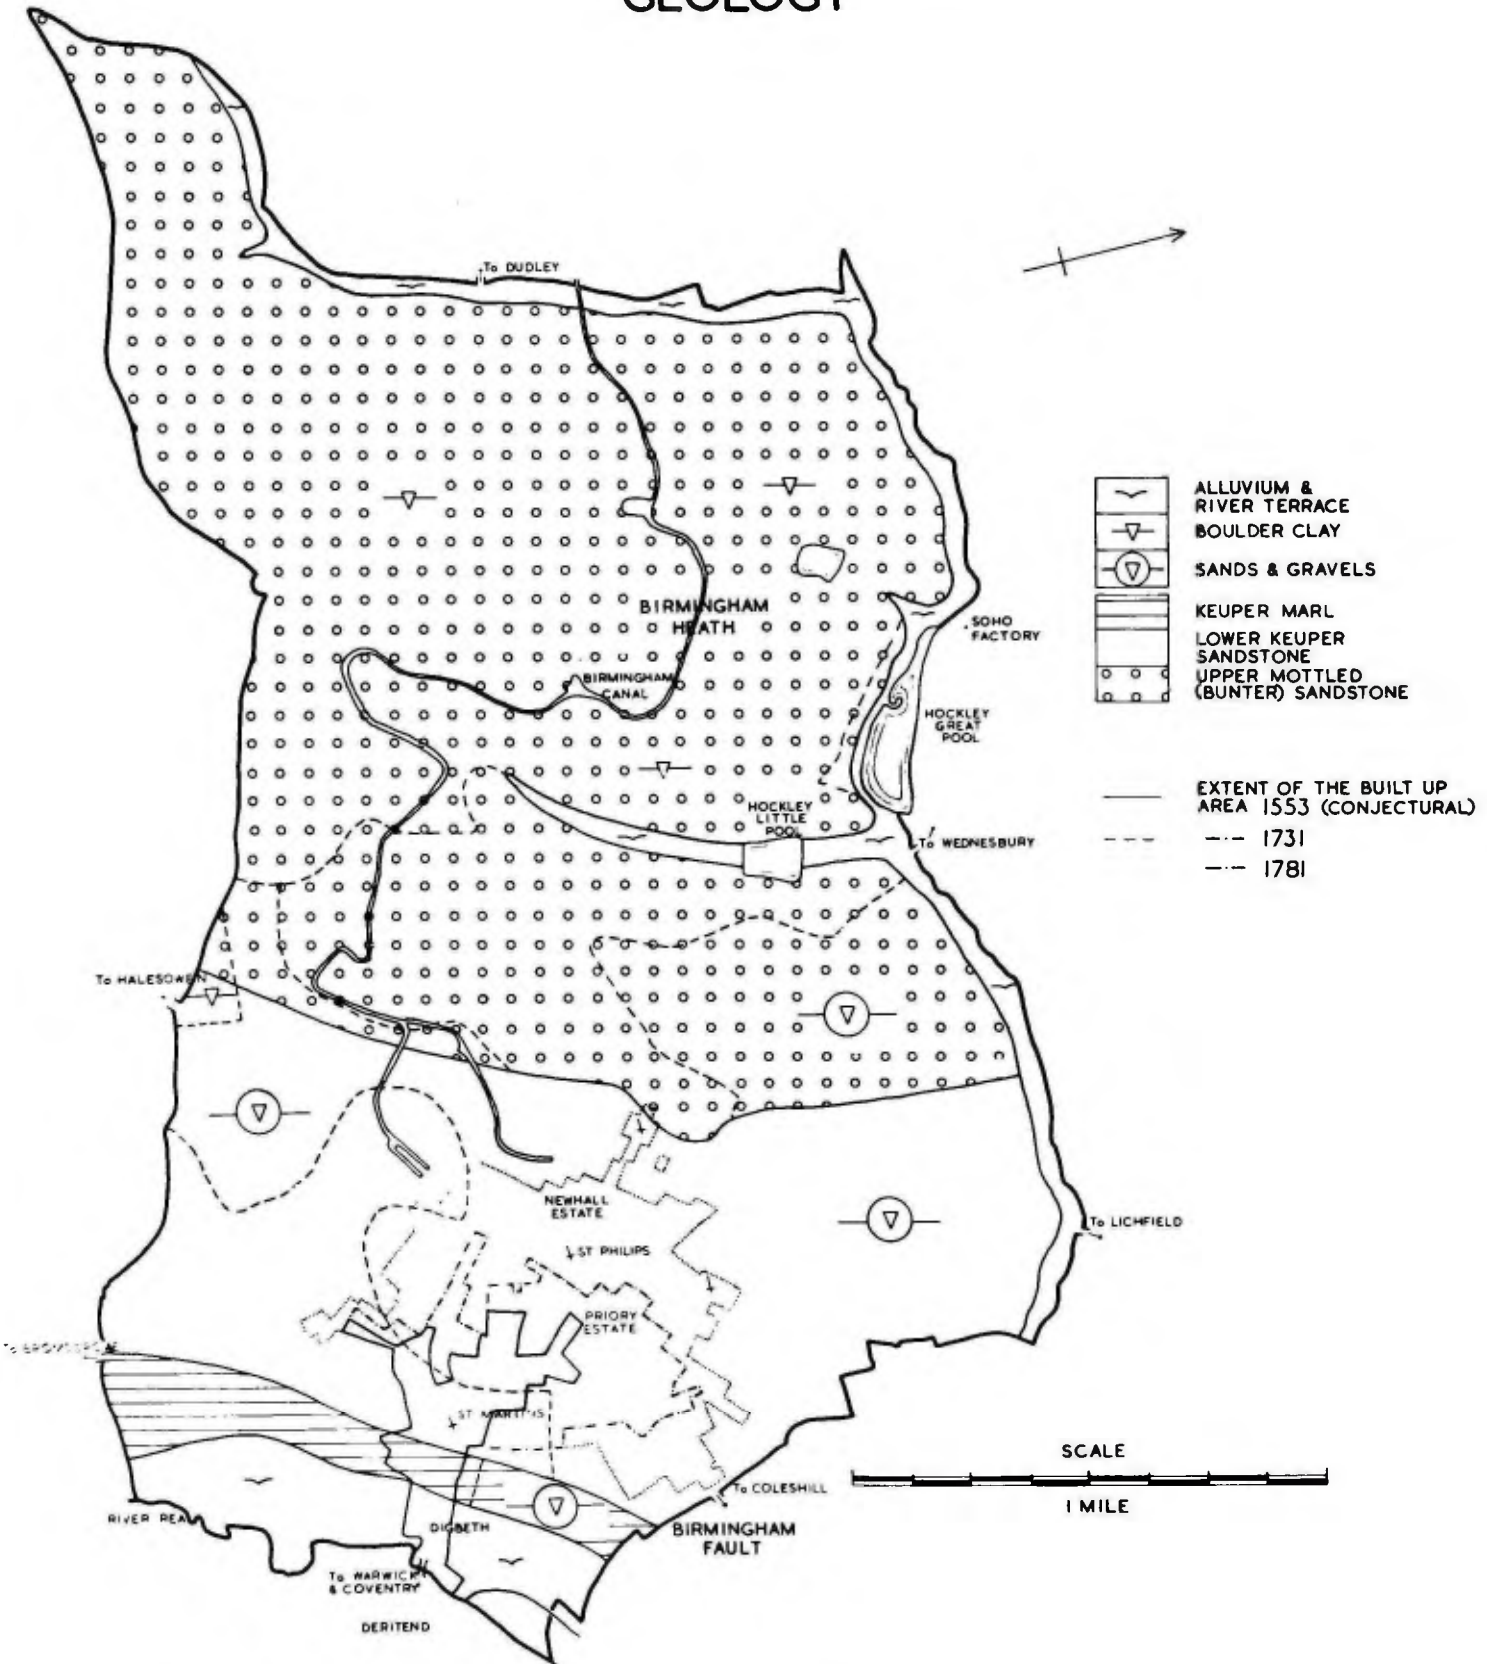 GEOLOGY
To DUDLEY
ALLUVIUM &
RIVER TERRACE
BOULDER CLAY
SANDS & GRAVELS
KEUPER MARL
LOWER KEUPER
SANDSTONE
UPPER MOTTLED
(BUNTER) SANDSTONE
BIRMINGHAM
HEATH
SOHO
FACTORY
BIRMINGHAM
CANAL
HOCKLEY
GREAT
POOL
HOCKLEY
LITTLE
POOL
To WEDNESBURY
EXTENT OF THE BUILT UP
AREA 1553 (CONJECTURAL)
1731
1781
To HALESOWEN
NEWHALL
ESTATE
ST PHILIPS
To LICHFIELD
PRIORY
ESTATE
To BROMSGROVE
ST MARTINS
SCALE
1 MILE
To COLESHILL
RIVER REA
DIGBETH
BIRMINGHAM
FAULT
To WARWICK
& COVENTRY
DERITEND